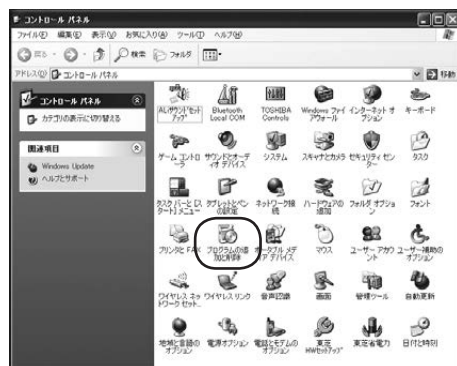 コントロール パネル
ファイル(F) 編集(E) 表示(V) お気に入り(A) ツール(T) ヘルプ(H)
戻る 検索 フォルダ
アドレス(D) コントロール パネル 移動
コントロール パネル
カテゴリの表示に切り替える
関連項目
Windows Update
ヘルプとサポート
ALiサウンドセットアップ
Bluetooth Local COM
TOSHIBA Controls
Windows ファイアウォール
インターネット オプション
キーボード
ゲーム コントローラ
サウンドとオーディオ デバイス
システム
スキャナとカメラ
セキュリティ センター
タスク
タスク バーと [スタート] メニュー
タブレットとペンの設定
ネットワーク接続
ハードウェアの追加
フォルダ オプション
フォント
プリンタと FAX
プログラムの追加と削除
ポータブル メディア デバイス
マウス
ユーザー アカウント
ユーザー補助のオプション
ワイヤレス ネットワーク セット...
ワイヤレスリンク
音声認識
画面
管理ツール
自動更新
地域と言語のオプション
電源オプション
電話とモデムのオプション
東芝HWセットアップ
東芝省電力
日付と時刻